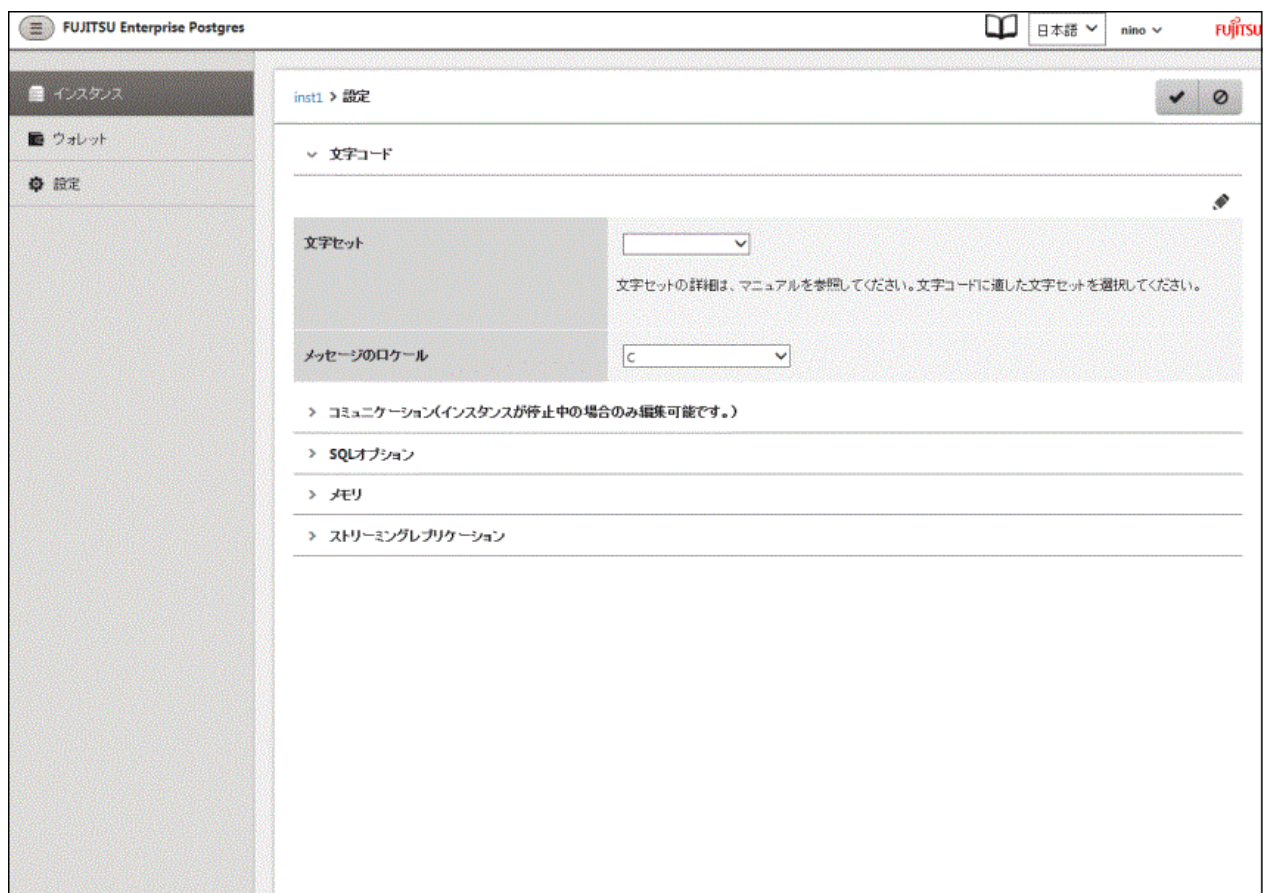 FUJITSU Enterprise Postgres
日本語
nino
FUJITSU
インスタンス
ウォレット
設定
inst1 > 設定
文字コード
文字セット
文字セットの詳細は、マニュアルを参照してください。文字コードに適した文字セットを選択してください。
メッセージのロケール
C
コミュニケーション(インスタンスが停止中の場合のみ編集可能です。)
SQLオプション
メモリ
ストリーミングレプリケーション